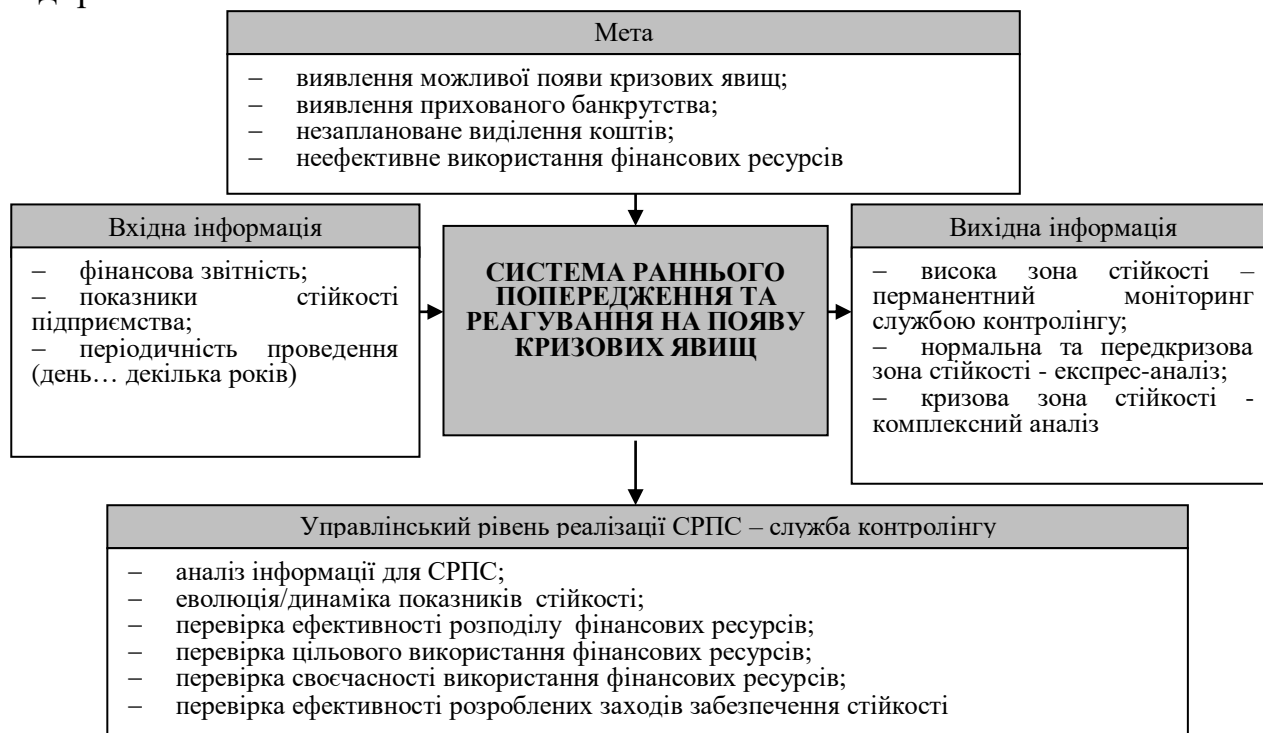 Мета
– виявлення можливої появи кризових явищ;
– виявлення прихованого банкрутства;
– незаплановане виділення коштів;
– неефективне використання фінансових ресурсів
Вхідна інформація
– фінансова звітність;
– показники стійкості
підприємства;
– періодичність проведення
(день… декілька років)
СИСТЕМА РАННЬОГО
ПОПЕРЕДЖЕННЯ ТА
РЕАГУВАННЯ НА ПОЯВУ
КРИЗОВИХ ЯВИЩ
Вихідна інформація
– висока зона стійкості –
перманентний моніторинг
службою контролінгу;
– нормальна та передкризова
зона стійкості - експрес-аналіз;
– кризова зона стійкості -
комплексний аналіз
Управлінський рівень реалізації СРПС – служба контролінгу
– аналіз інформації для СРПС;
– еволюція/динаміка показників стійкості;
– перевірка ефективності розподілу фінансових ресурсів;
– перевірка цільового використання фінансових ресурсів;
– перевірка своєчасності використання фінансових ресурсів;
– перевірка ефективності розроблених заходів забезпечення стійкості